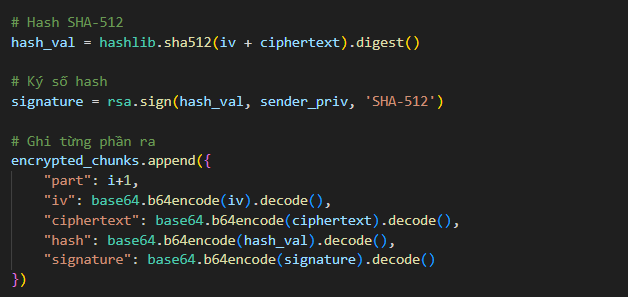 # Hash SHA-512
hash_val = hashlib.sha512(iv + ciphertext).digest()
# Ký số hash
signature = rsa.sign(hash_val, sender_priv, 'SHA-512')
# Ghi từng phần ra
encrypted_chunks.append({
    "part": i+1,
    "iv": base64.b64encode(iv).decode(),
    "ciphertext": base64.b64encode(ciphertext).decode(),
    "hash": base64.b64encode(hash_val).decode(),
    "signature": base64.b64encode(signature).decode()
})